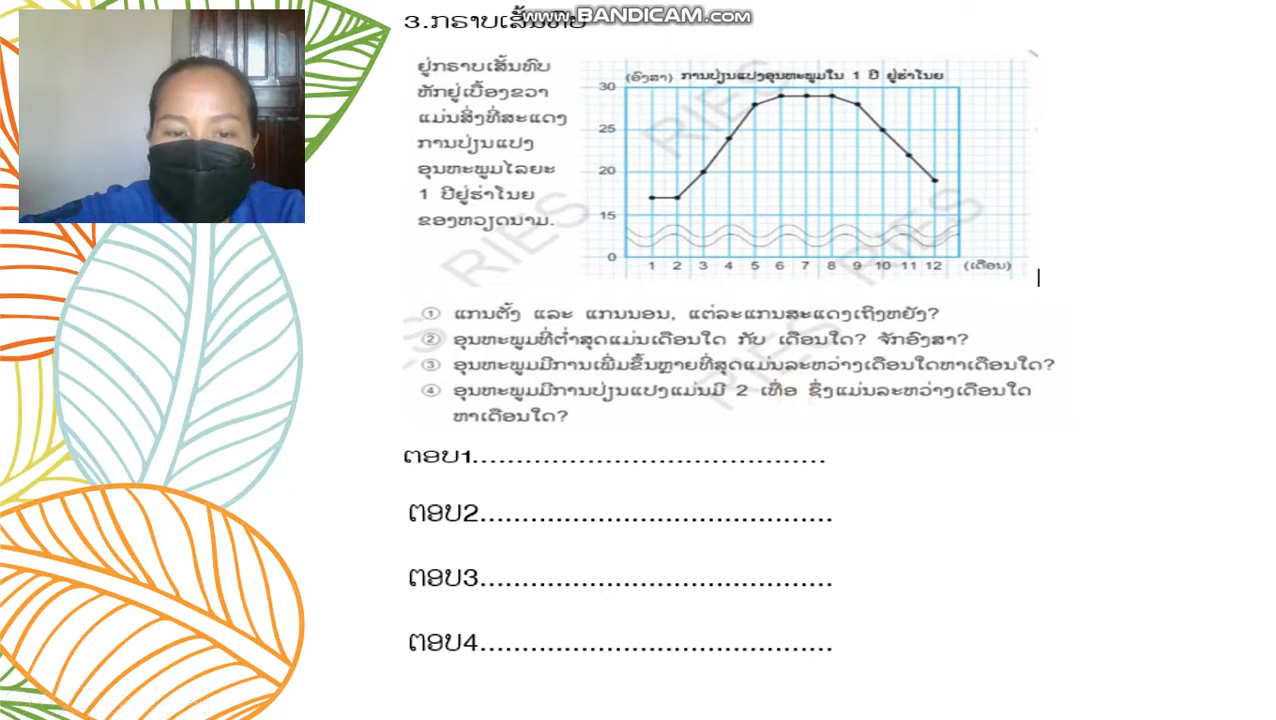 www.BANDICAM.com
3.ກຣາບເສັ້ນທົບ
ຢູ່ກຣາບເສັ້ນທົບ
ຫັກຢູ່ເບື້ອງຂວາ
ແມ່ນສິ່ງທີ່ສະແດງ
ການປ່ຽນແປງ
ອຸນຫະພູມໄລຍະ
1 ປີຢູ່ຮ່າໂນຍ
ຂອງຫວຽດນາມ.
(ອົງສາ) ການປ່ຽນແປງອຸນຫະພູມໃນ 1 ປີ ຢູ່ຮ່າໂນຍ
30
25
20
15
0
1 2 3 4 5 6 7 8 9 10 11 12 (ເດືອນ)
RIES
RIES
RIES
RIES
① ແກນຕັ້ງ ແລະ ແກນນອນ, ແຕ່ລະແກນສະແດງເຖິງຫຍັງ?
② ອຸນຫະພູມທີ່ຕ່ຳສຸດແມ່ນເດືອນໃດ ກັບ ເດືອນໃດ? ຈັກອົງສາ?
③ ອຸນຫະພູມມີການເພີ່ມຂຶ້ນຫຼາຍທີ່ສຸດແມ່ນລະຫວ່າງເດືອນໃດຫາເດືອນໃດ?
④ ອຸນຫະພູມມີການປ່ຽນແປງແມ່ນມີ 2 ເທື່ອ ຊຶ່ງແມ່ນລະຫວ່າງເດືອນໃດ
ຫາເດືອນໃດ?
ຕອບ1.........................................
ຕອບ2.........................................
ຕອບ3.........................................
ຕອບ4.........................................